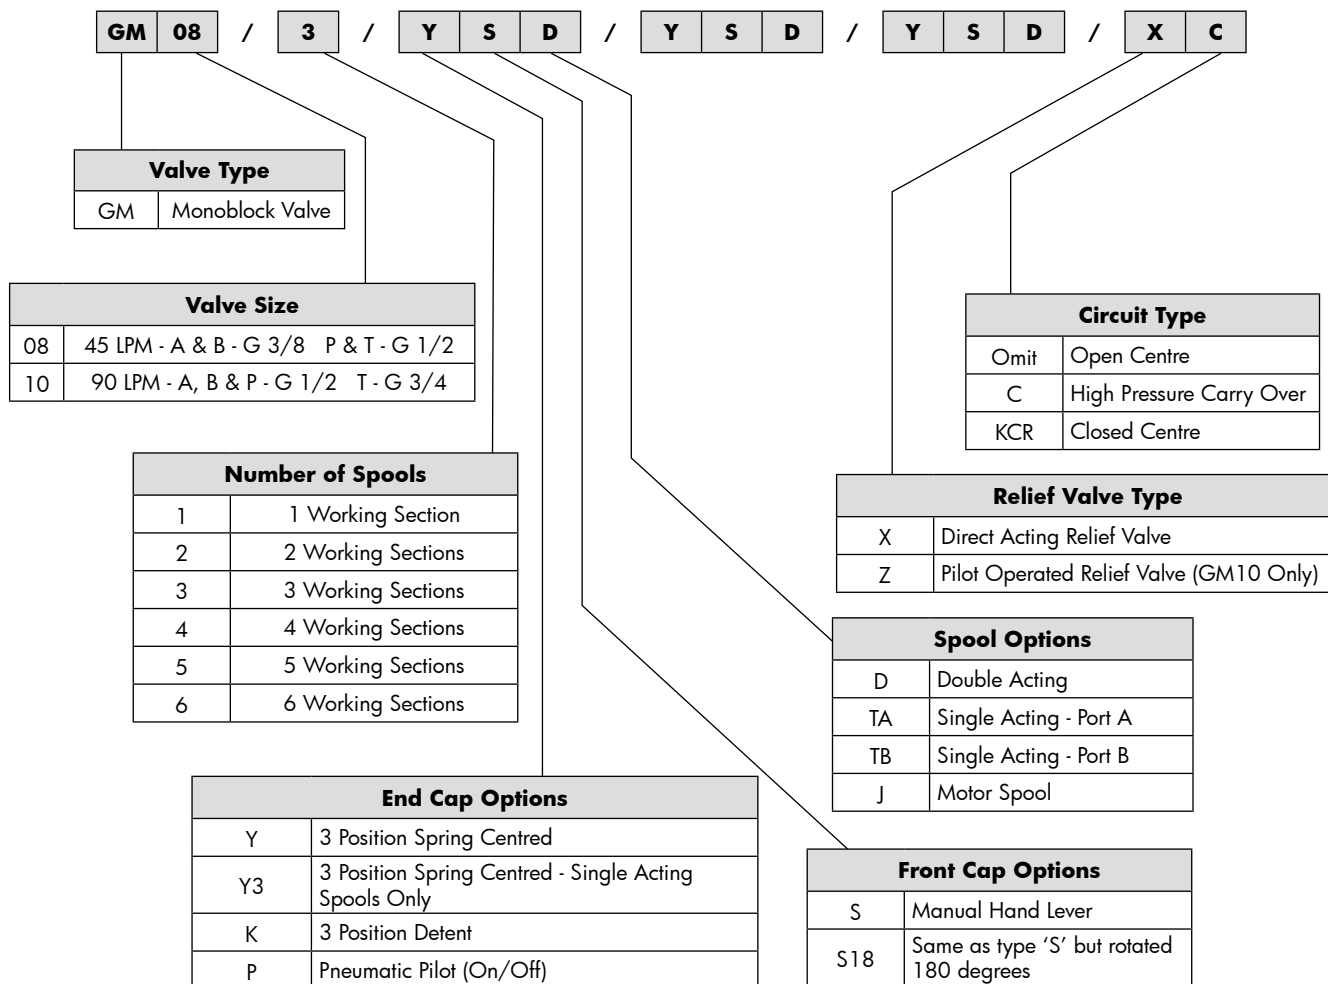 GM 08 / 3 / Y S D / Y S D / Y S D / X C
Valve Type
GM Monoblock Valve
Valve Size
08 45 LPM - A & B - G 3/8 P & T - G 1/2
10 90 LPM - A, B & P - G 1/2 T - G 3/4
Circuit Type
Omit Open Centre
C High Pressure Carry Over
KCR Closed Centre
Number of Spools
1 1 Working Section
2 2 Working Sections
3 3 Working Sections
4 4 Working Sections
5 5 Working Sections
6 6 Working Sections
Relief Valve Type
X Direct Acting Relief Valve
Z Pilot Operated Relief Valve (GM10 Only)
Spool Options
D Double Acting
TA Single Acting - Port A
TB Single Acting - Port B
J Motor Spool
End Cap Options
Y 3 Position Spring Centred
Y3 3 Position Spring Centred - Single Acting
Spools Only
K 3 Position Detent
P Pneumatic Pilot (On/Off)
Front Cap Options
S Manual Hand Lever
S18 Same as type ‘S’ but rotated
180 degrees